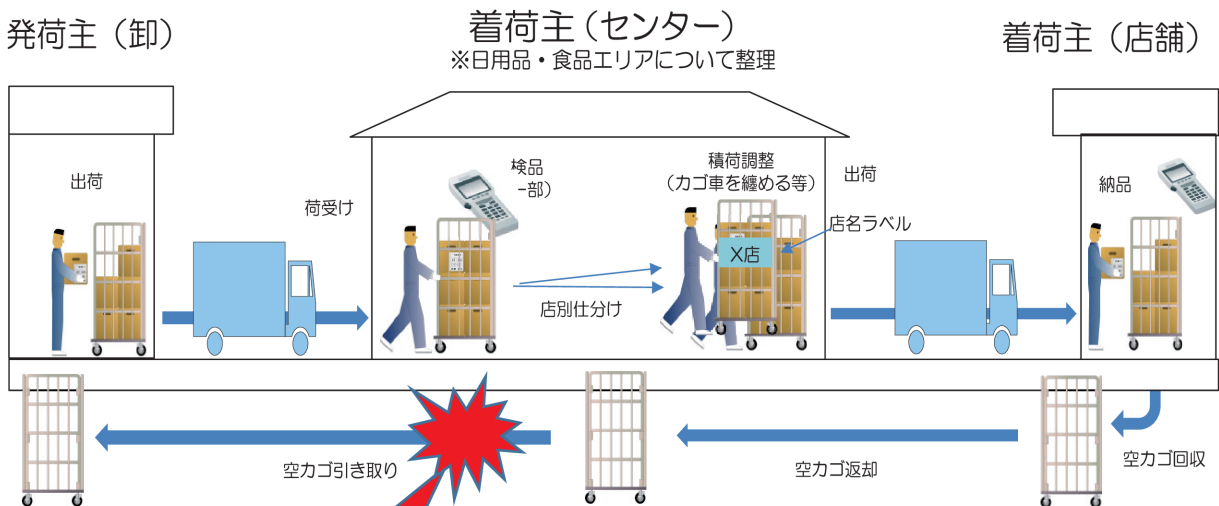 発荷主（卸）
着荷主（センター）
※日用品・食品エリアについて整理
着荷主（店舗）
出荷
荷受け
検品
-部）
店別仕分け
積荷調整
（カゴ車を纏める等）
X店
店名ラベル
出荷
納品
空カゴ引き取り
空カゴ返却
空カゴ回収